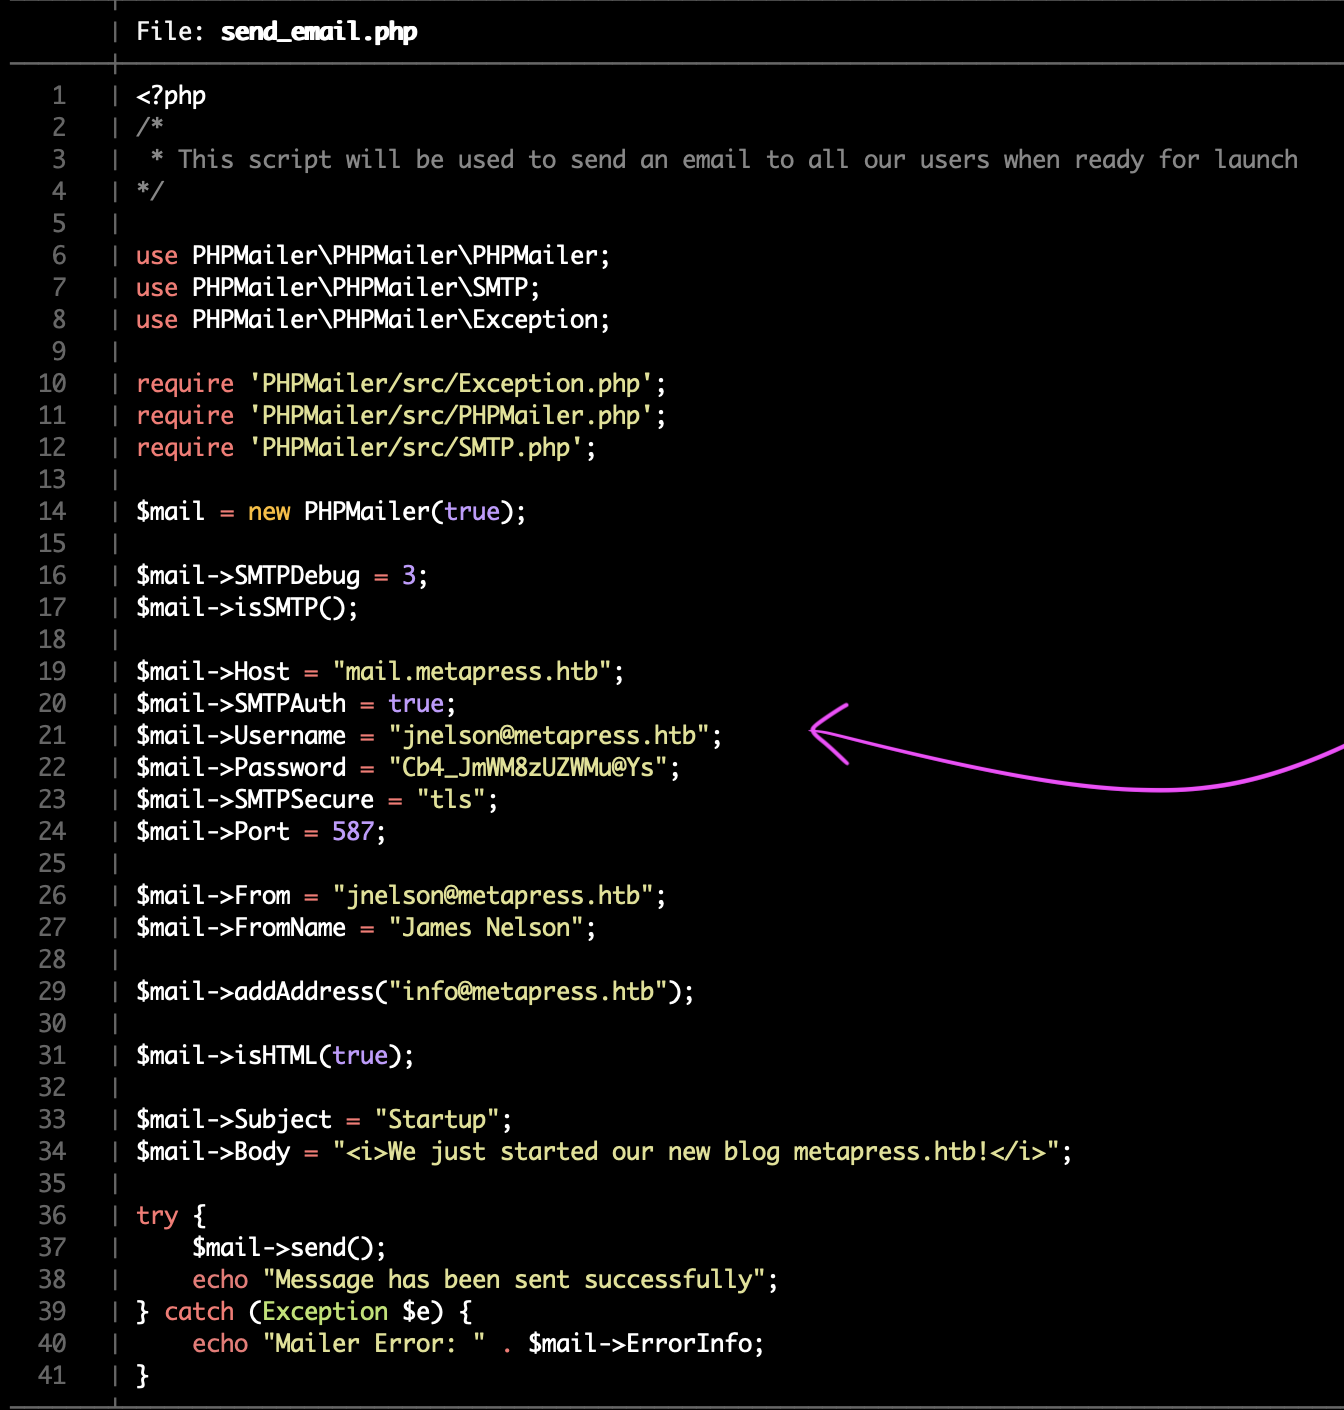 File: send_email.php
1 <?php
2 /*
3  * This script will be used to send an email to all our users when ready for launch
4 */
5
6 use PHPMailer\PHPMailer\PHPMailer;
7 use PHPMailer\PHPMailer\SMTP;
8 use PHPMailer\PHPMailer\Exception;
9
10 require 'PHPMailer/src/Exception.php';
11 require 'PHPMailer/src/PHPMailer.php';
12 require 'PHPMailer/src/SMTP.php';
13
14 $mail = new PHPMailer(true);
15
16 $mail->SMTPDebug = 3;
17 $mail->isSMTP();
18
19 $mail->Host = "mail.metapress.htb";
20 $mail->SMTPAuth = true;
21 $mail->Username = "jnelson@metapress.htb";
22 $mail->Password = "Cb4_JmWM8zUZWMu@Ys";
23 $mail->SMTPSecure = "tls";
24 $mail->Port = 587;
25
26 $mail->From = "jnelson@metapress.htb";
27 $mail->FromName = "James Nelson";
28
29 $mail->addAddress("info@metapress.htb");
30
31 $mail->isHTML(true);
32
33 $mail->Subject = "Startup";
34 $mail->Body = "<i>We just started our new blog metapress.htb!</i>";
35
36 try {
37     $mail->send();
38     echo "Message has been sent successfully";
39 } catch (Exception $e) {
40     echo "Mailer Error: " . $mail->ErrorInfo;
41 }